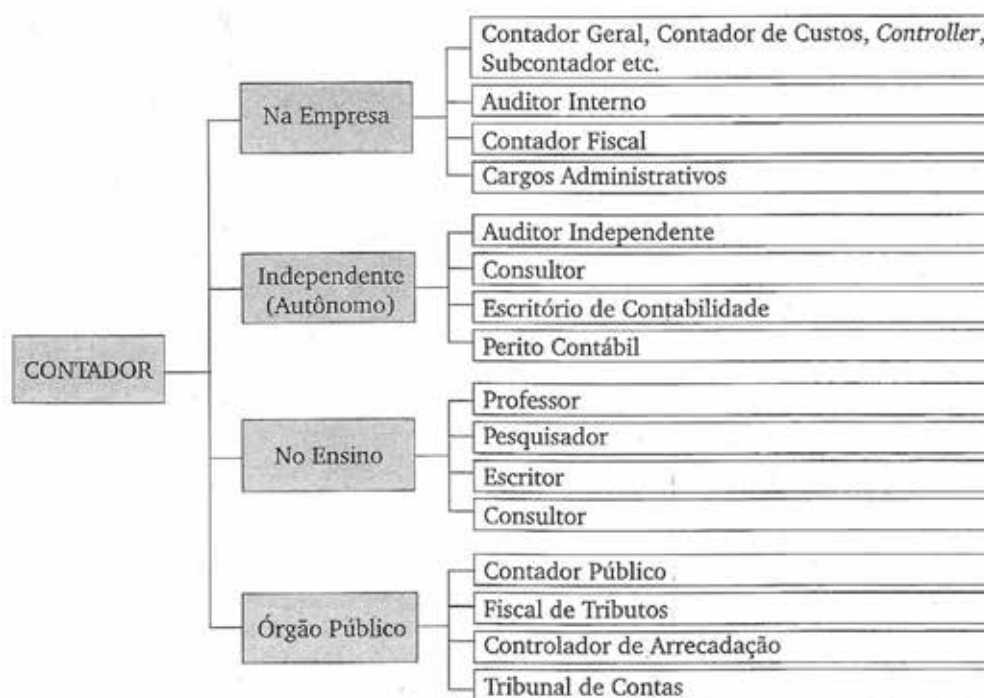 CONTADOR
Na Empresa
Contador Geral, Contador de Custos, Controller,
Subcontador etc.
Auditor Interno
Contador Fiscal
Cargos Administrativos
Independente
(Autônomo)
Auditor Independente
Consultor
Escritório de Contabilidade
Perito Contábil
No Ensino
Professor
Pesquisador
Escritor
Consultor
Órgão Público
Contador Público
Fiscal de Tributos
Controlador de Arrecadação
Tribunal de Contas